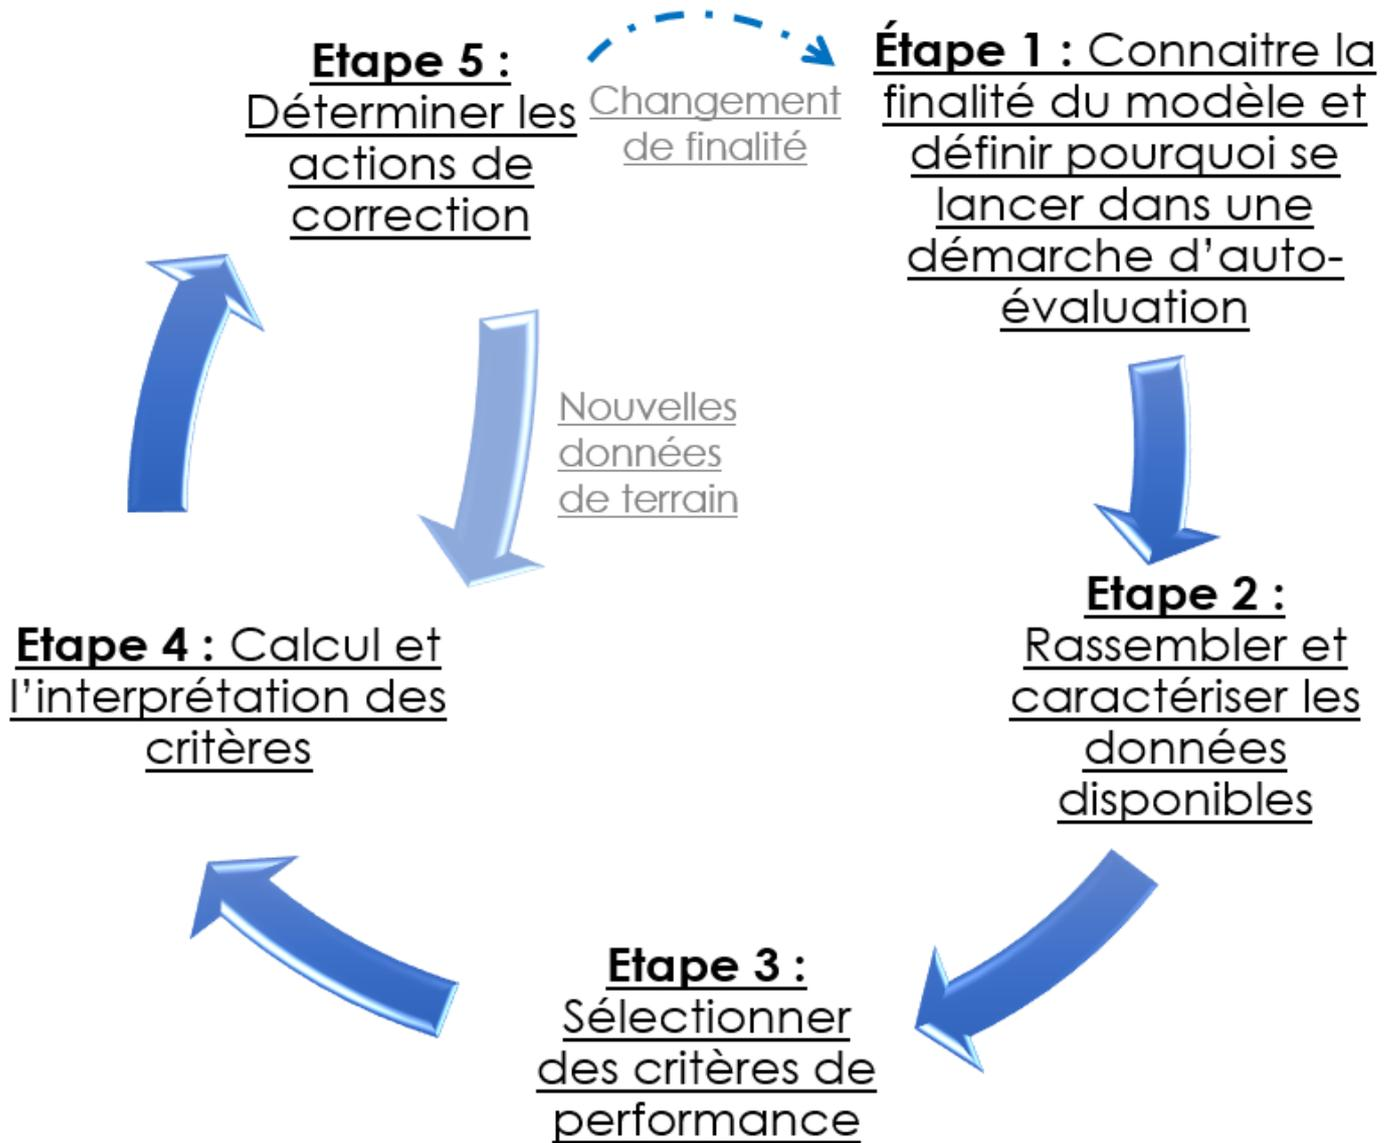 Etape 5 :
Déterminer les
actions de
correction
Changement
de finalité
Étape 1 : Connaitre la
finalité du modèle et
définir pourquoi se
lancer dans une
démarche d’auto-
évaluation
Nouvelles
données
de terrain
Etape 2 :
Rassembler et
caractériser les
données
disponibles
Etape 4 : Calcul et
l’interprétation des
critères
Etape 3 :
Sélectionner
des critères de
performance